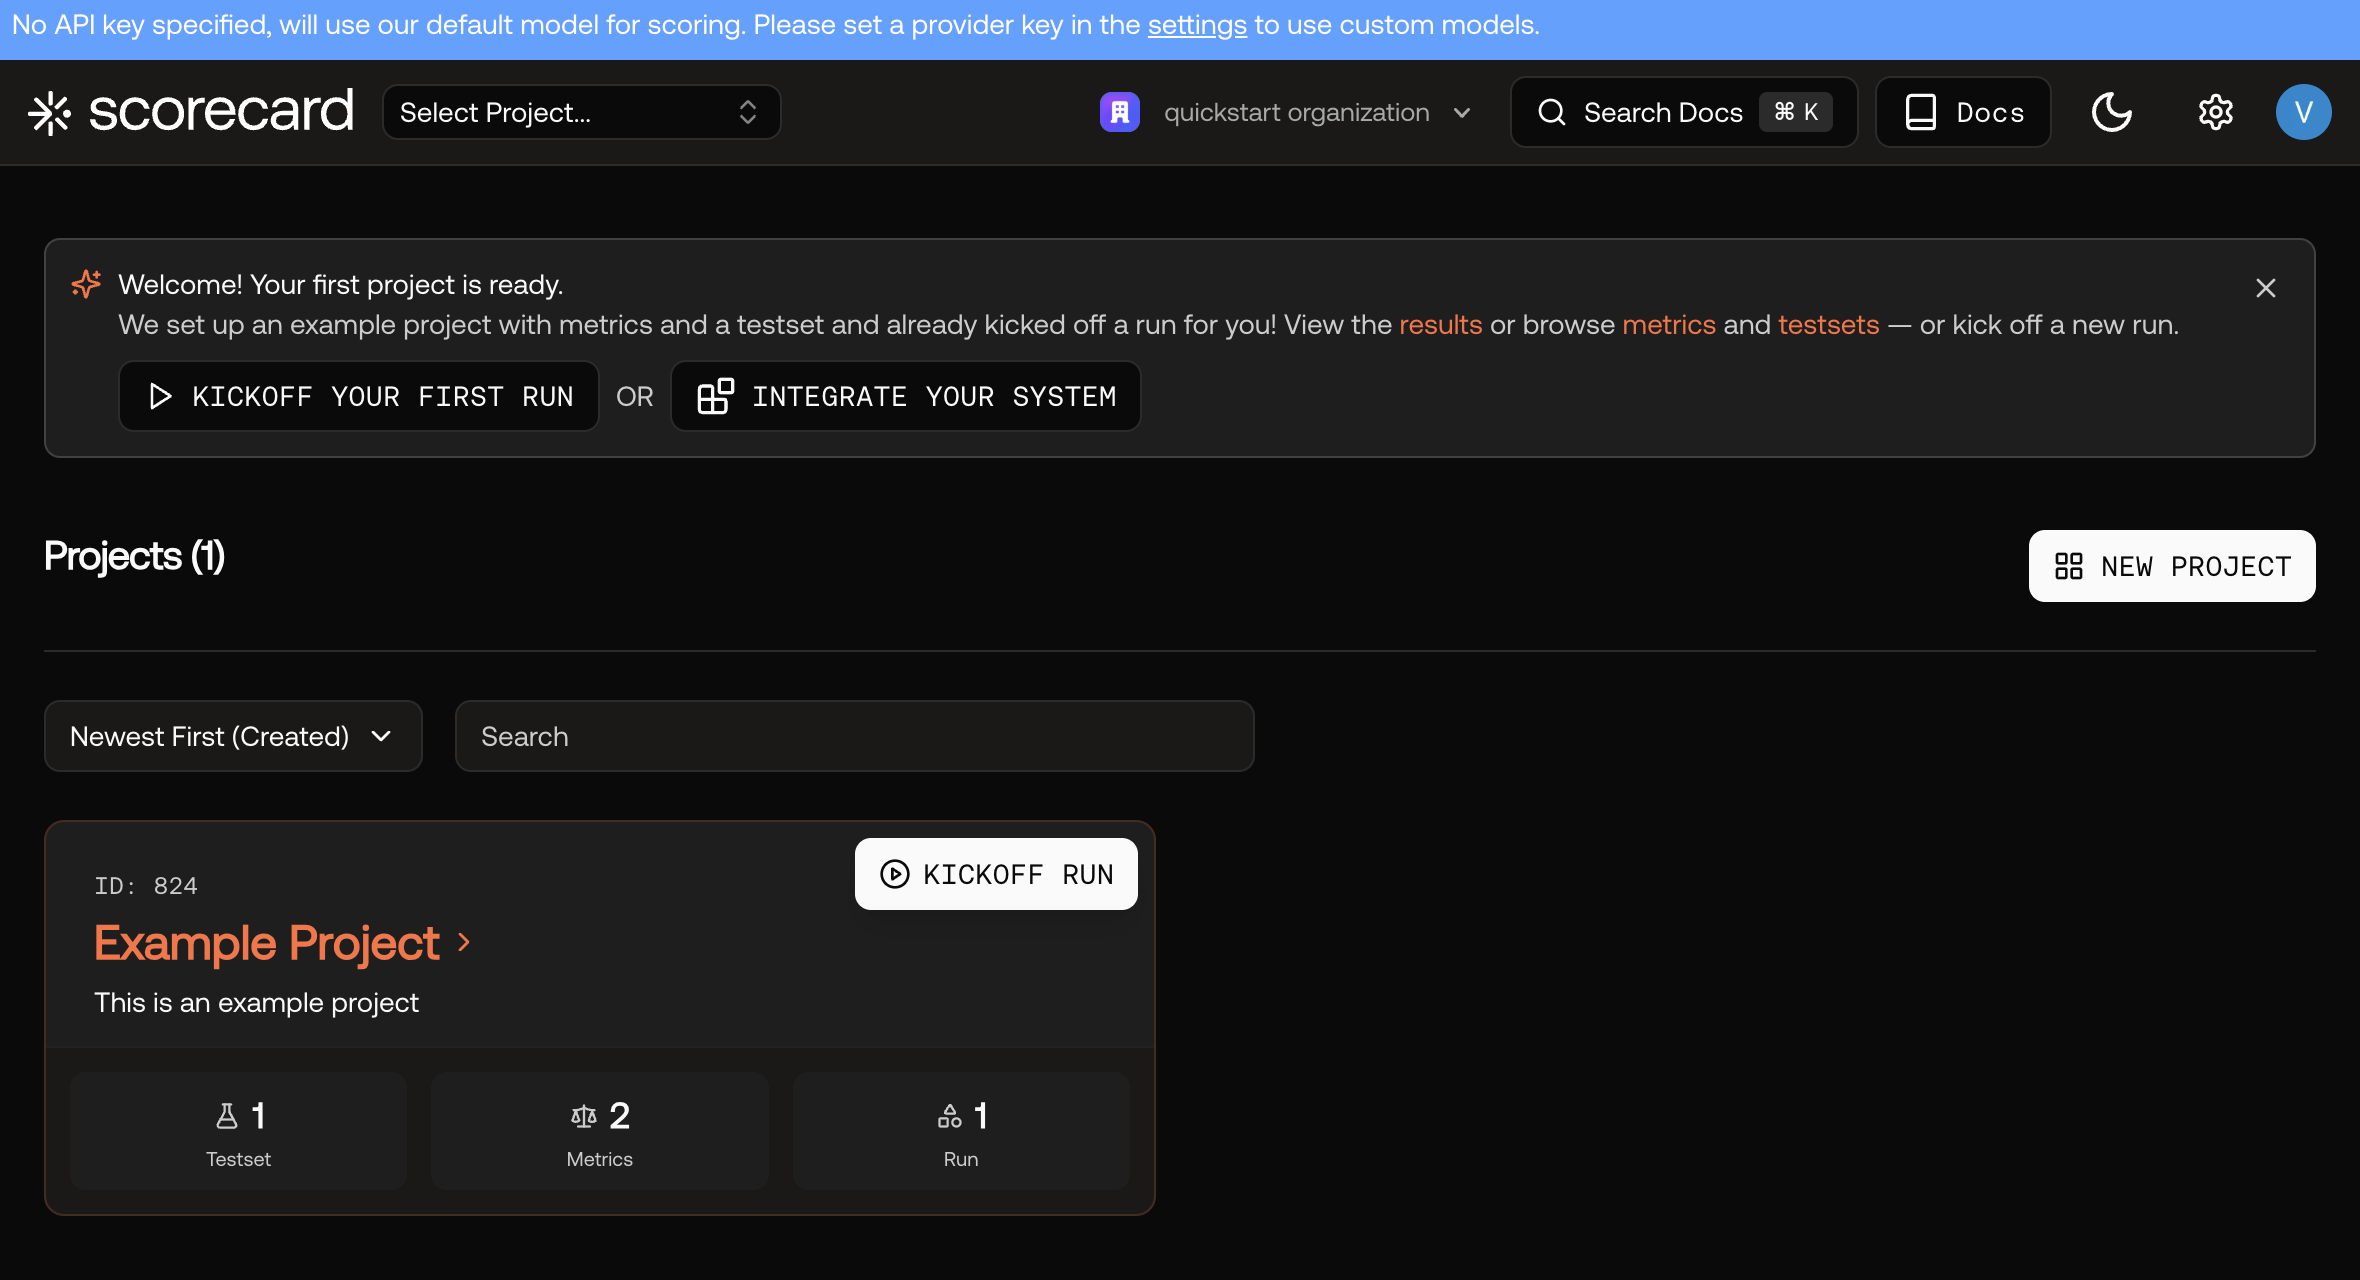 No API key specified, will use our default model for scoring. Please set a provider key in the settings to use custom models.
scorecard
Select Project...
quickstart organization
Search Docs
⌘ K
Docs
V
Welcome! Your first project is ready.
We set up an example project with metrics and a testset and already kicked off a run for you! View the results or browse metrics and testsets — or kick off a new run.
KICKOFF YOUR FIRST RUN
OR
INTEGRATE YOUR SYSTEM
Projects (1)
NEW PROJECT
Newest First (Created)
Search
KICKOFF RUN
ID: 824
Example Project
This is an example project
1
Testset
2
Metrics
1
Run